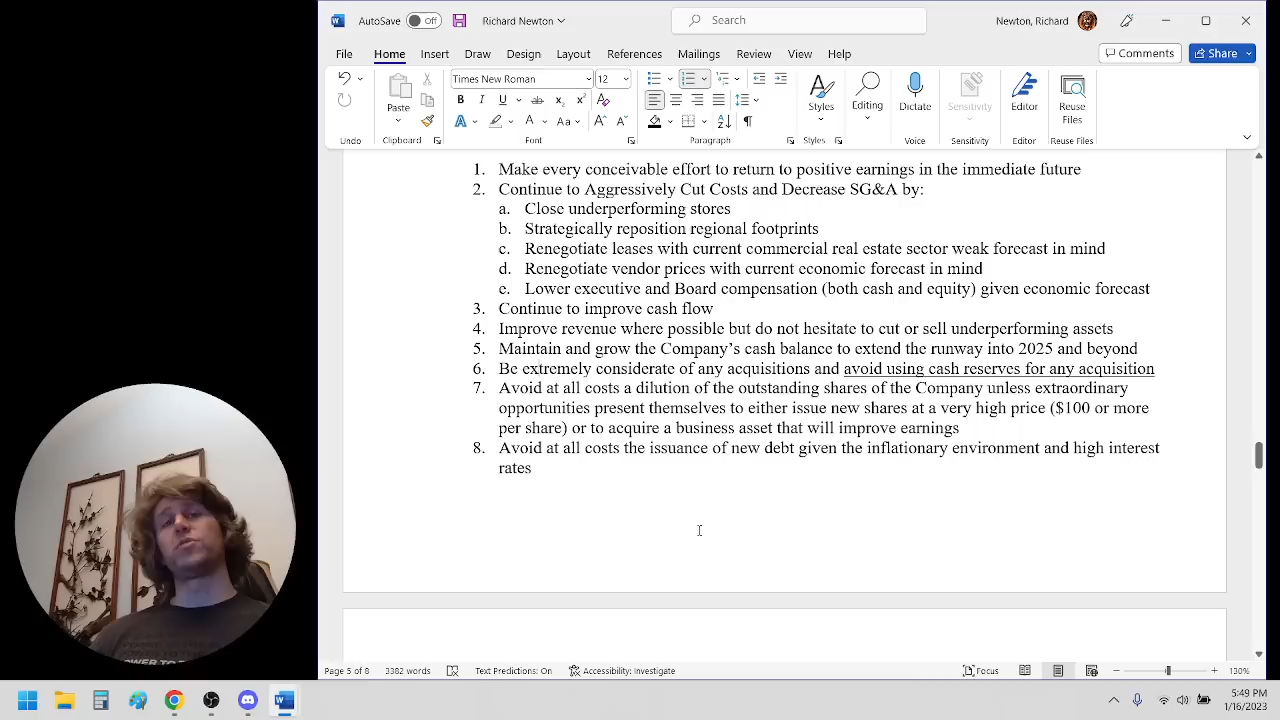 AutoSave Off Richard Newton Search Newton, Richard
File Home Insert Draw Design Layout References Mailings Review View Help Comments Share
Times New Roman 12
Undo Paste Clipboard Font Paragraph Styles Styles Editing Dictate Voice Sensitivity Sensitivity Editor Editor Reuse Files Reuse Files
1. Make every conceivable effort to return to positive earnings in the immediate future
2. Continue to Aggressively Cut Costs and Decrease SG&A by:
a. Close underperforming stores
b. Strategically reposition regional footprints
c. Renegotiate leases with current commercial real estate sector weak forecast in mind
d. Renegotiate vendor prices with current economic forecast in mind
e. Lower executive and Board compensation (both cash and equity) given economic forecast
3. Continue to improve cash flow
4. Improve revenue where possible but do not hesitate to cut or sell underperforming assets
5. Maintain and grow the Company’s cash balance to extend the runway into 2025 and beyond
6. Be extremely considerate of any acquisitions and avoid using cash reserves for any acquisition
7. Avoid at all costs a dilution of the outstanding shares of the Company unless extraordinary
opportunities present themselves to either issue new shares at a very high price ($100 or more
per share) or to acquire a business asset that will improve earnings
8. Avoid at all costs the issuance of new debt given the inflationary environment and high interest
rates
Page 5 of 8 3382 words Text Predictions: On Accessibility: Investigate Focus 130%
5:49 PM
1/16/2023